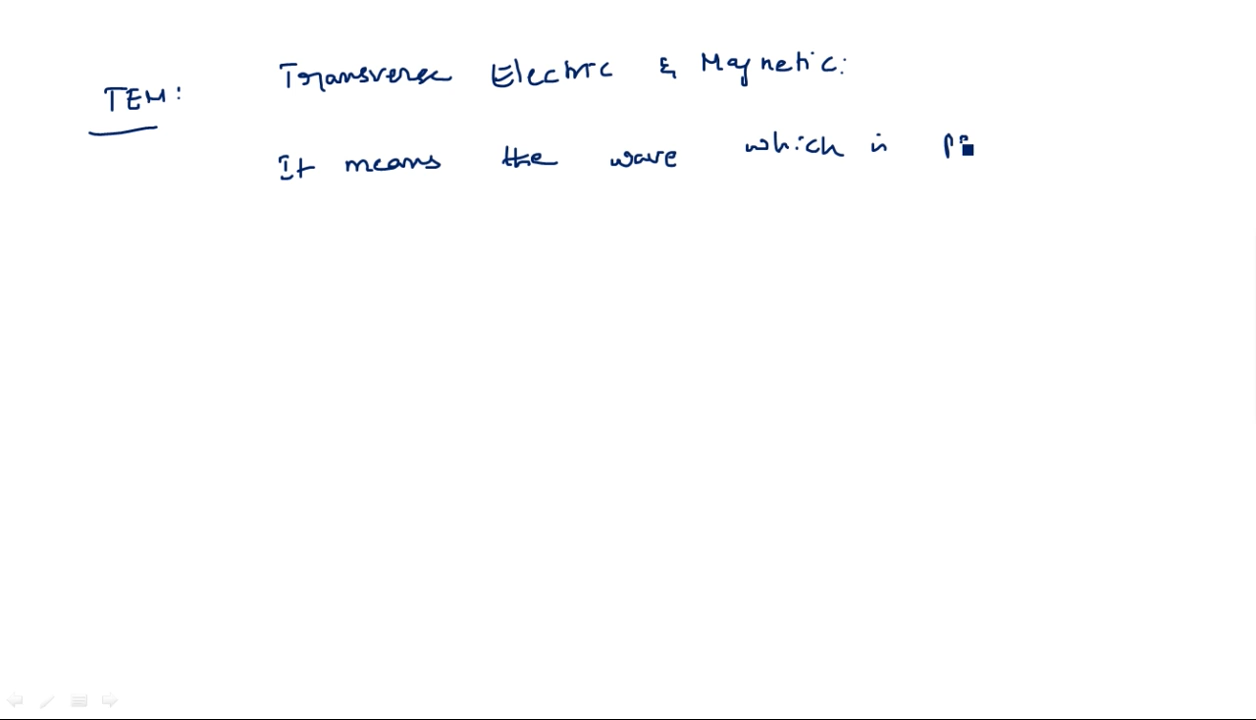 TEM: Transverse Electric & Magnetic:
It means the wave which is